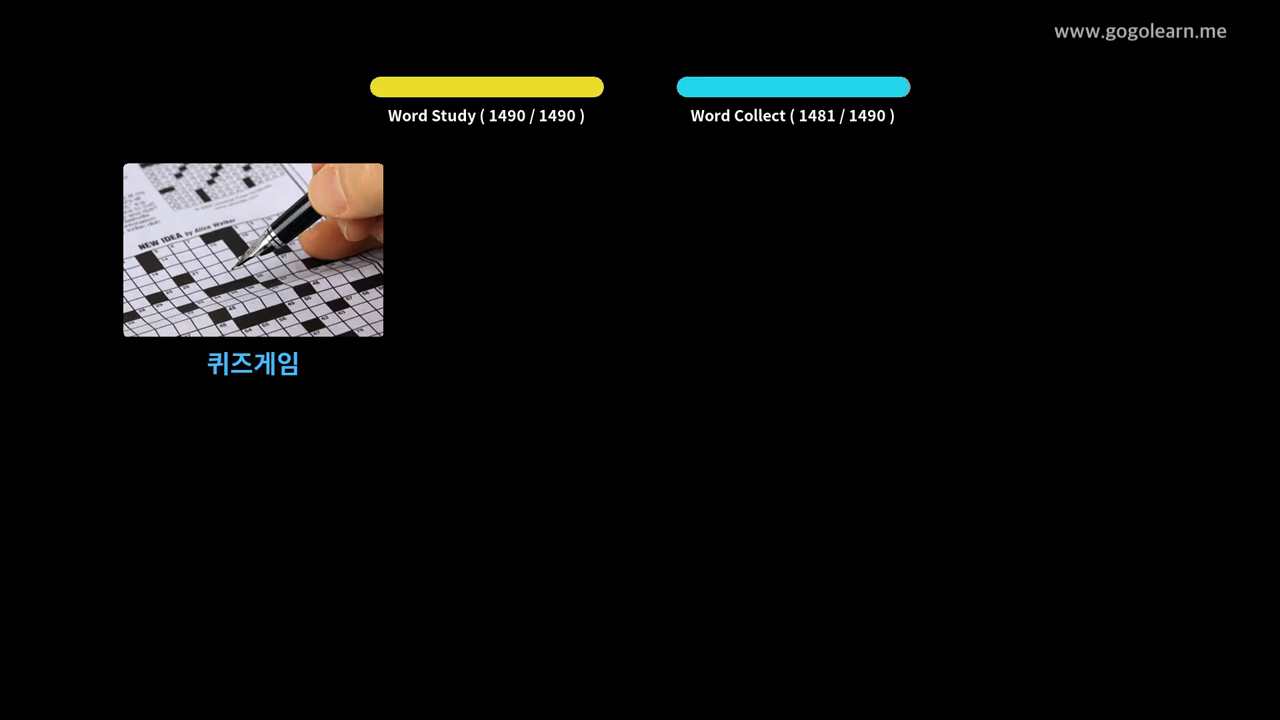 www.gogolearn.me
Word Study ( 1490 / 1490 )
Word Collect ( 1481 / 1490 )
NEW IDEA by Alice Walker
퀴즈게임